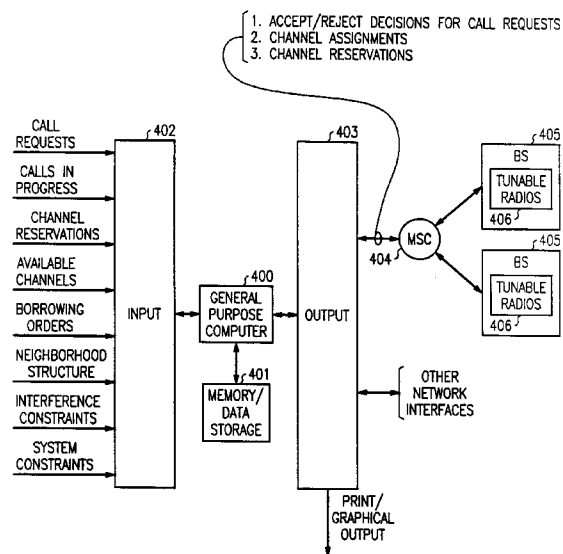 1. ACCEPT/REJECT DECISIONS FOR CALL REQUESTS
2. CHANNEL ASSIGNMENTS
3. CHANNEL RESERVATIONS
CALL
REQUESTS
CALLS IN
PROGRESS
CHANNEL
RESERVATIONS
AVAILABLE
CHANNELS
BORROWING
ORDERS
NEIGHBORHOOD
STRUCTURE
INTERFERENCE
CONSTRAINTS
SYSTEM
CONSTRAINTS
402
INPUT
400
GENERAL
PURPOSE
COMPUTER
401
MEMORY/
DATA
STORAGE
403
OUTPUT
MSC
404
405
BS
TUNABLE
RADIOS
406
405
BS
TUNABLE
RADIOS
406
OTHER
NETWORK
INTERFACES
PRINT/
GRAPHICAL
OUTPUT